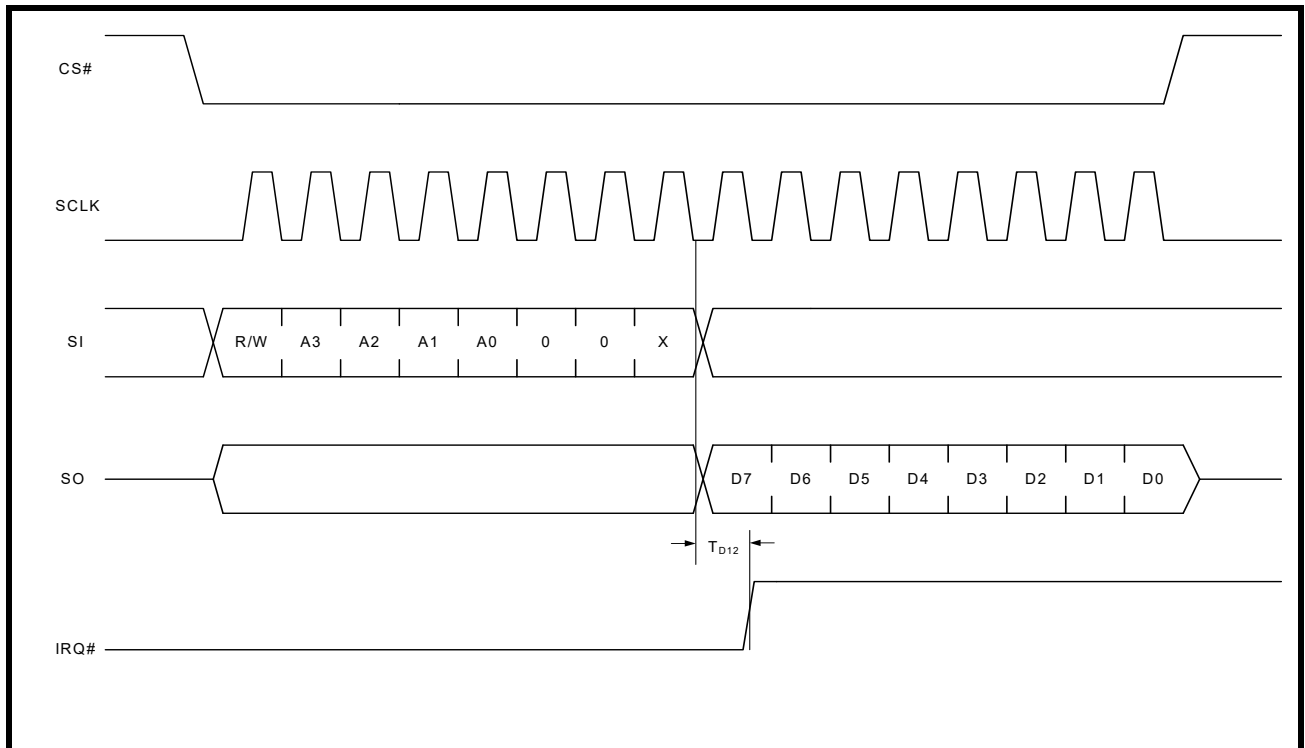 CS#
SCLK
SI R/W A3 A2 A1 A0 0 0 X
SO D7 D6 D5 D4 D3 D2 D1 D0
TD12
IRQ#